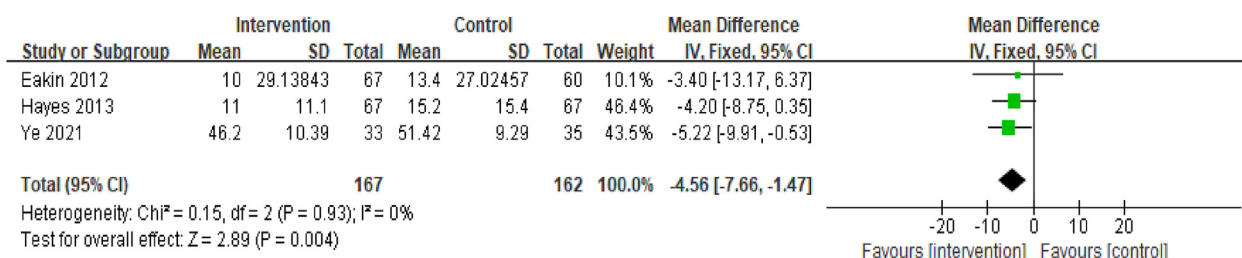 Intervention Control Mean Difference Mean Difference
Study or Subgroup Mean SD Total Mean SD Total Weight IV, Fixed, 95% CI IV, Fixed, 95% CI
Eakin 2012 10 29.13843 67 13.4 27.02457 60 10.1% -3.40 [-13.17, 6.37]
Hayes 2013 11 11.1 67 15.2 15.4 67 46.4% -4.20 [-8.75, 0.35]
Ye 2021 46.2 10.39 33 51.42 9.29 35 43.5% -5.22 [-9.91, -0.53]
Total (95% CI) 167 162 100.0% -4.56 [-7.66, -1.47]
Heterogeneity: Chi² = 0.15, df = 2 (P = 0.93); I² = 0%
Test for overall effect: Z = 2.89 (P = 0.004)
-20 -10 0 10 20
Favours [intervention] Favours [control]